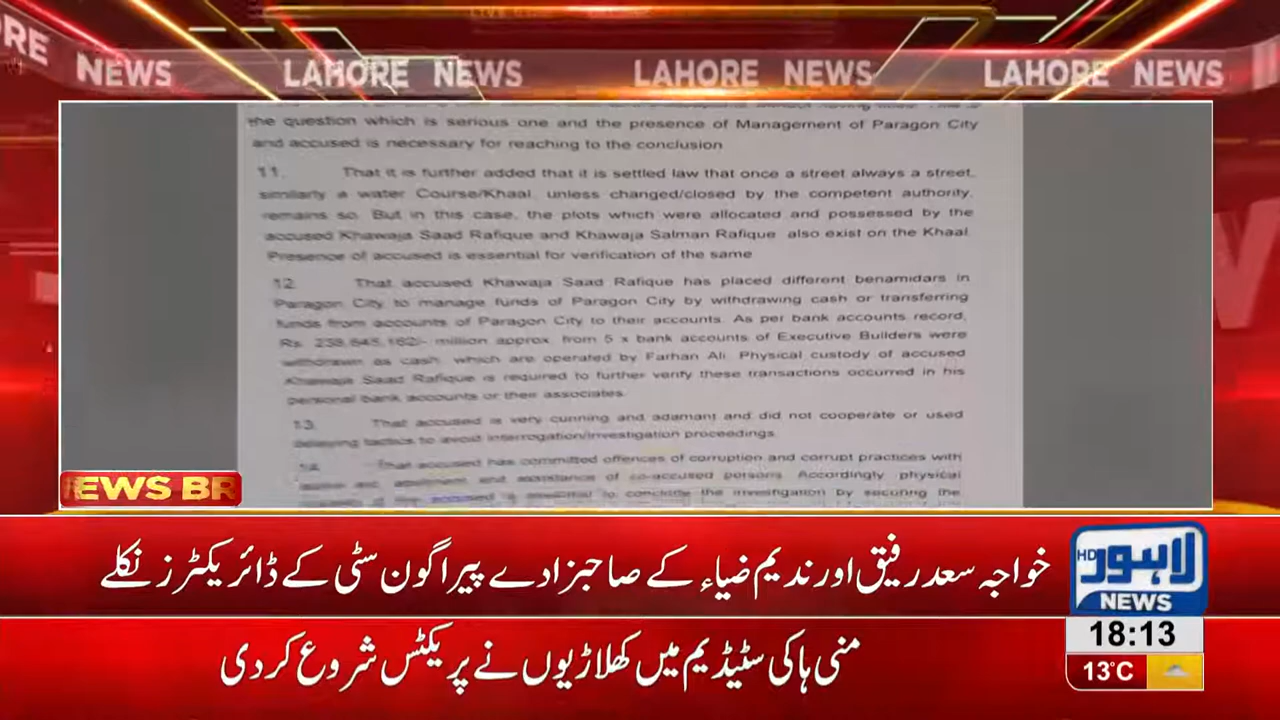 RE NEWS LAHORE NEWS LAHORE NEWS LAHORE NEWS
the question which is serious one and the presence of Management of Paragon City
and accused is necessary for reaching to the conclusion
11. That it is further added that it is settled law that once a street always a street,
similarly a water Course/Khaal, unless changed/closed by the competent authority,
remains so. But in this case, the plots which were allocated and possessed by the
accused Khawaja Saad Rafique and Khawaja Salman Rafique also exist on the Khaal.
Presence of accused is essential for verification of the same
12. That accused Khawaja Saad Rafique has placed different benamidars in
Paragon City to manage funds of Paragon City by withdrawing cash or transferring
funds from accounts of Paragon City to their accounts. As per bank accounts record,
Rs. million approx from 5 x bank accounts of Executive Builders were
withdrawn as cash, which are operated by Farhan Ali. Physical custody of accused
Khawaja Saad Rafique is required to further verify these transactions occurred in his
personal bank accounts or their associates.
13. That accused is very cunning and adamant and did not cooperate or used
delaying tactics to avoid interrogation/investigation proceedings.
14. That accused has committed offences of corruption and corrupt practices with
and assistance of co-accused persons. Accordingly physical
accused is required to conclude the investigation by securing the
EWS BR
خواجہ سعد رفیق اور ندیم ضیاء کے صاحبزادے پیراگون سٹی کے ڈائریکٹرز نکلے
منی ہاکی سٹیڈیم میں کھلاڑیوں نے پریکٹس شروع کر دی
لاہور HD
NEWS
18:13
13°C